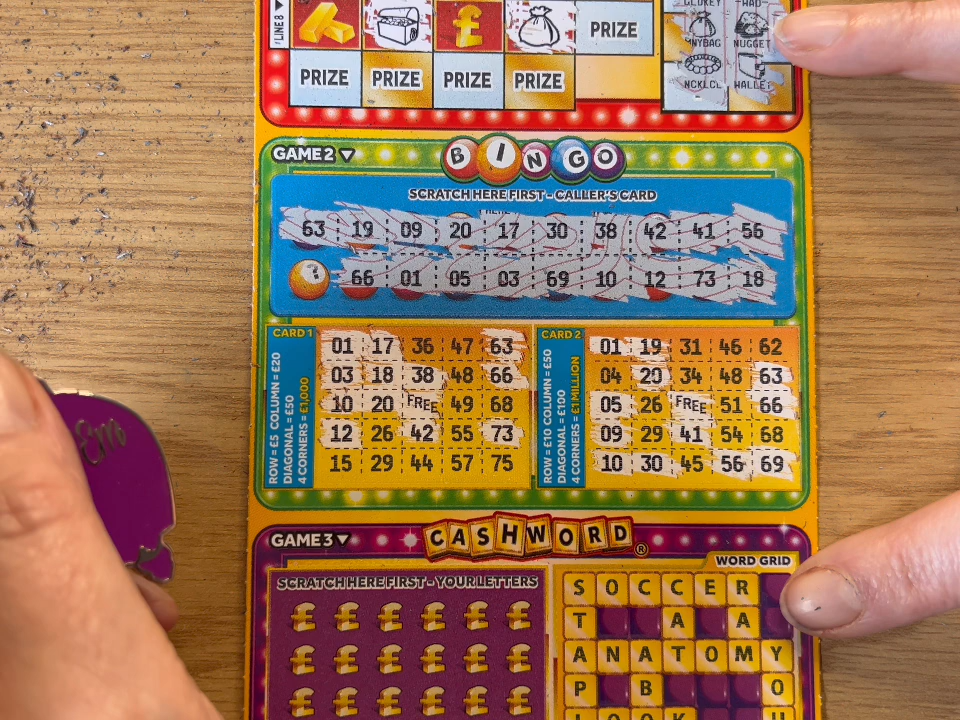 LINE 8
£
PRIZE
PRIZE PRIZE PRIZE PRIZE
NUGGET
GAME 2 BINGO
SCRATCH HERE FIRST - CALLER'S CARD
63 19 09 20 17 30 38 42 41 56
? 66 01 05 03 69 10 12 73 18
CARD 1
ROW = £5 COLUMN = £20
DIAGONAL = £50
4 CORNERS = £1,000
01 17 36 47 63
03 18 38 48 66
10 20 FREE 49 68
12 26 42 55 73
15 29 44 57 75
CARD 2
ROW = £10 COLUMN = £50
DIAGONAL = £100
4 CORNERS = £1 MILLION
01 19 31 46 62
04 20 34 48 63
05 26 FREE 51 66
09 29 41 54 68
10 30 45 56 69
GAME 3 CASHWORD®
SCRATCH HERE FIRST - YOUR LETTERS
£ £ £ £ £ £
£ £ £ £ £ £
£ £ £ £ £ £
WORD GRID
SOCCER
T A A
ANATOMY
P B O
Em